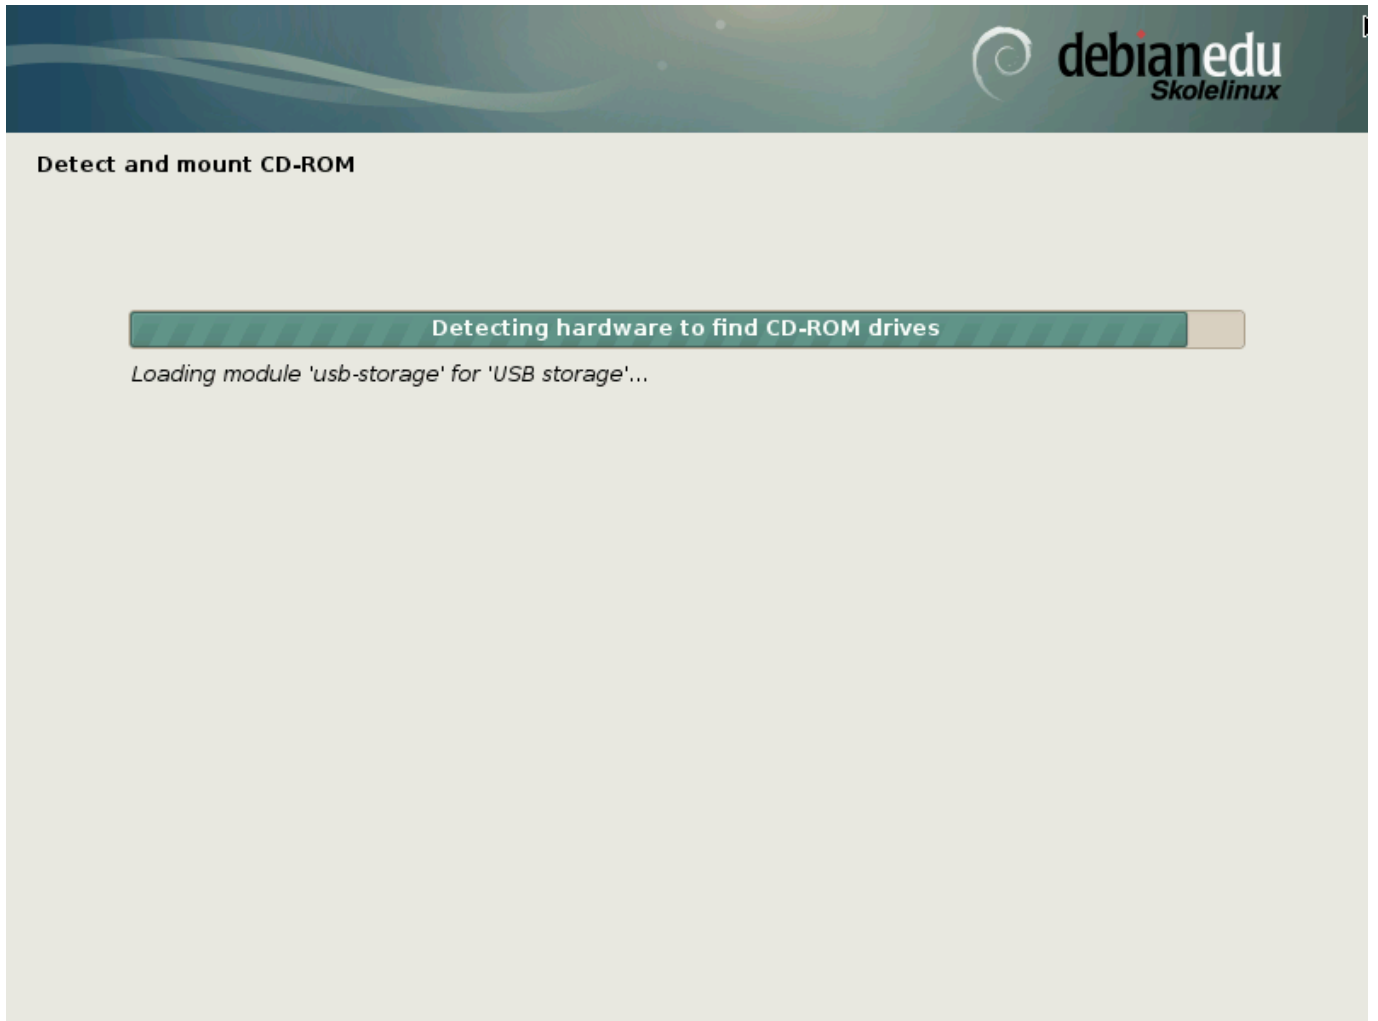 debianedu
Skolelinux
Detect and mount CD-ROM
Detecting hardware to find CD-ROM drives
Loading module 'usb-storage' for 'USB storage'...